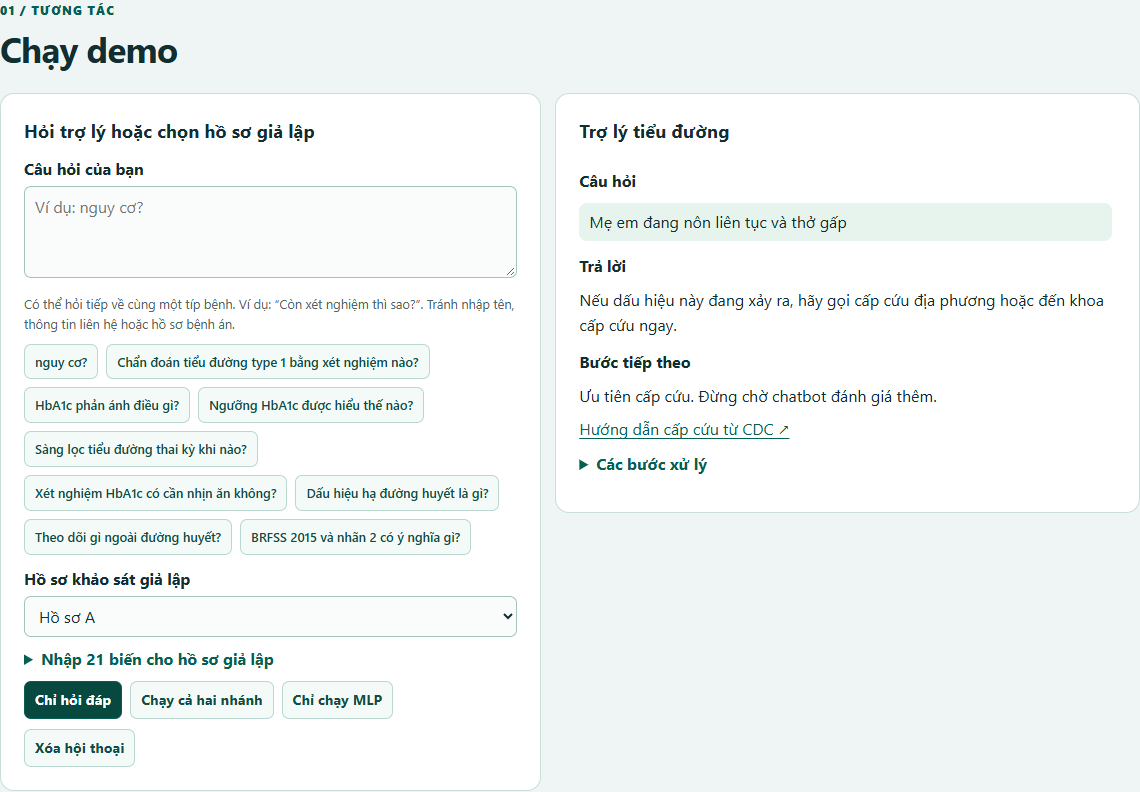 01 / TƯƠNG TÁC
Chạy demo
Hỏi trợ lý hoặc chọn hồ sơ giả lập
Câu hỏi của bạn
Ví dụ: nguy cơ?
Có thể hỏi tiếp về cùng một típ bệnh. Ví dụ: “Còn xét nghiệm thì sao?”. Tránh nhập tên,
thông tin liên hệ hoặc hồ sơ bệnh án.
nguy cơ?
Chẩn đoán tiểu đường type 1 bằng xét nghiệm nào?
HbA1c phản ánh điều gì?
Ngưỡng HbA1c được hiểu thế nào?
Sàng lọc tiểu đường thai kỳ khi nào?
Xét nghiệm HbA1c có cần nhịn ăn không?
Dấu hiệu hạ đường huyết là gì?
Theo dõi gì ngoài đường huyết?
BRFSS 2015 và nhãn 2 có ý nghĩa gì?
Hồ sơ khảo sát giả lập
Hồ sơ A
Nhập 21 biến cho hồ sơ giả lập
Chỉ hỏi đáp
Chạy cả hai nhánh
Chỉ chạy MLP
Xóa hội thoại
Trợ lý tiểu đường
Câu hỏi
Mẹ em đang nôn liên tục và thở gấp
Trả lời
Nếu dấu hiệu này đang xảy ra, hãy gọi cấp cứu địa phương hoặc đến khoa
cấp cứu ngay.
Bước tiếp theo
Ưu tiên cấp cứu. Đừng chờ chatbot đánh giá thêm.
Hướng dẫn cấp cứu từ CDC ↗
Các bước xử lý